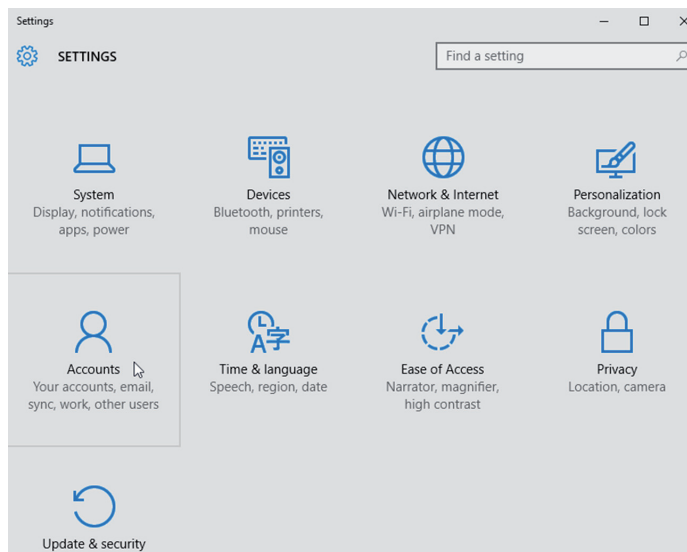 Settings
SETTINGS
Find a setting
System
Display, notifications,
apps, power
Devices
Bluetooth, printers,
mouse
Network & Internet
Wi-Fi, airplane mode,
VPN
Personalization
Background, lock
screen, colors
Accounts
Your accounts, email,
sync, work, other users
Time & language
Speech, region, date
Ease of Access
Narrator, magnifier,
high contrast
Privacy
Location, camera
Update & security